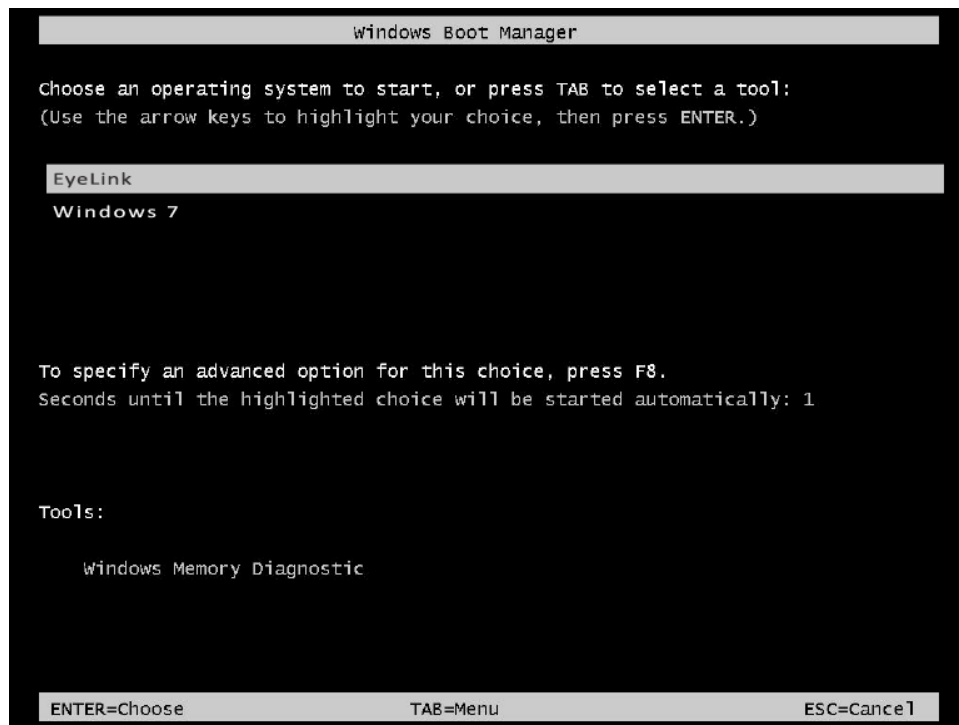 Windows Boot Manager
Choose an operating system to start, or press TAB to select a tool:
(Use the arrow keys to highlight your choice, then press ENTER.)
EyeLink
Windows 7
To specify an advanced option for this choice, press F8.
Seconds until the highlighted choice will be started automatically: 1
Tools:
Windows Memory Diagnostic
ENTER=Choose TAB=Menu ESC=Cancel